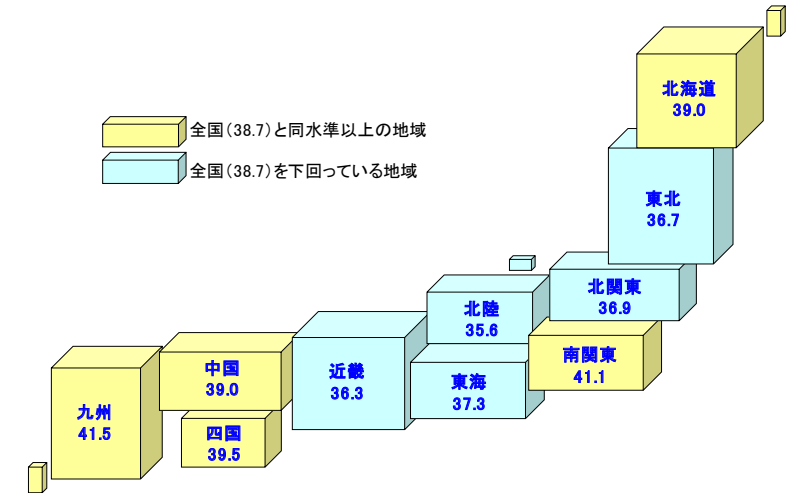 北海道
39.0
全国(38.7)と同水準以上の地域
全国(38.7)を下回っている地域
東北
36.7
北関東
36.9
北陸
35.6
南関東
41.1
中国
39.0
近畿
36.3
東海
37.3
九州
41.5
四国
39.5